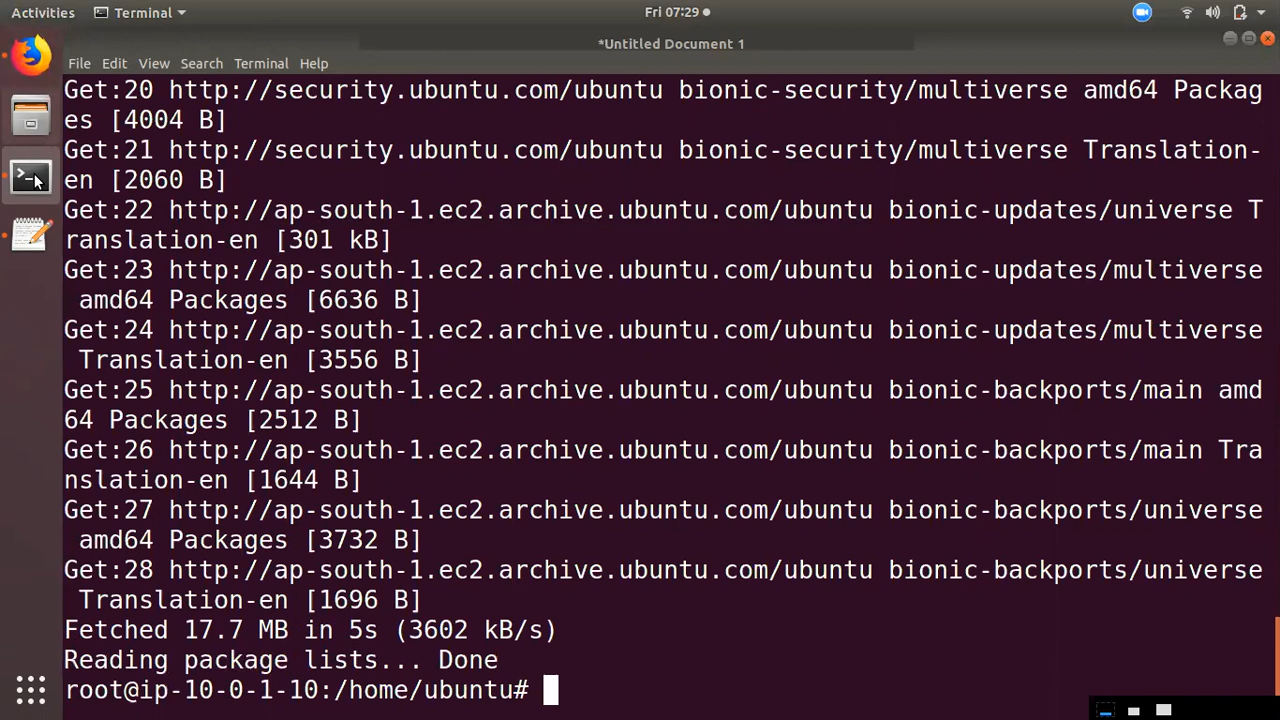 Activities Terminal Fri 07:29
*Untitled Document 1
File Edit View Search Terminal Help
Get:20 http://security.ubuntu.com/ubuntu bionic-security/multiverse amd64 Packag
es [4004 B]
Get:21 http://security.ubuntu.com/ubuntu bionic-security/multiverse Translation-
en [2060 B]
Get:22 http://ap-south-1.ec2.archive.ubuntu.com/ubuntu bionic-updates/universe T
ranslation-en [301 kB]
Get:23 http://ap-south-1.ec2.archive.ubuntu.com/ubuntu bionic-updates/multiverse
amd64 Packages [6636 B]
Get:24 http://ap-south-1.ec2.archive.ubuntu.com/ubuntu bionic-updates/multiverse
Translation-en [3556 B]
Get:25 http://ap-south-1.ec2.archive.ubuntu.com/ubuntu bionic-backports/main amd
64 Packages [2512 B]
Get:26 http://ap-south-1.ec2.archive.ubuntu.com/ubuntu bionic-backports/main Tra
nslation-en [1644 B]
Get:27 http://ap-south-1.ec2.archive.ubuntu.com/ubuntu bionic-backports/universe
amd64 Packages [3732 B]
Get:28 http://ap-south-1.ec2.archive.ubuntu.com/ubuntu bionic-backports/universe
Translation-en [1696 B]
Fetched 17.7 MB in 5s (3602 kB/s)
Reading package lists... Done
root@ip-10-0-1-10:/home/ubuntu#